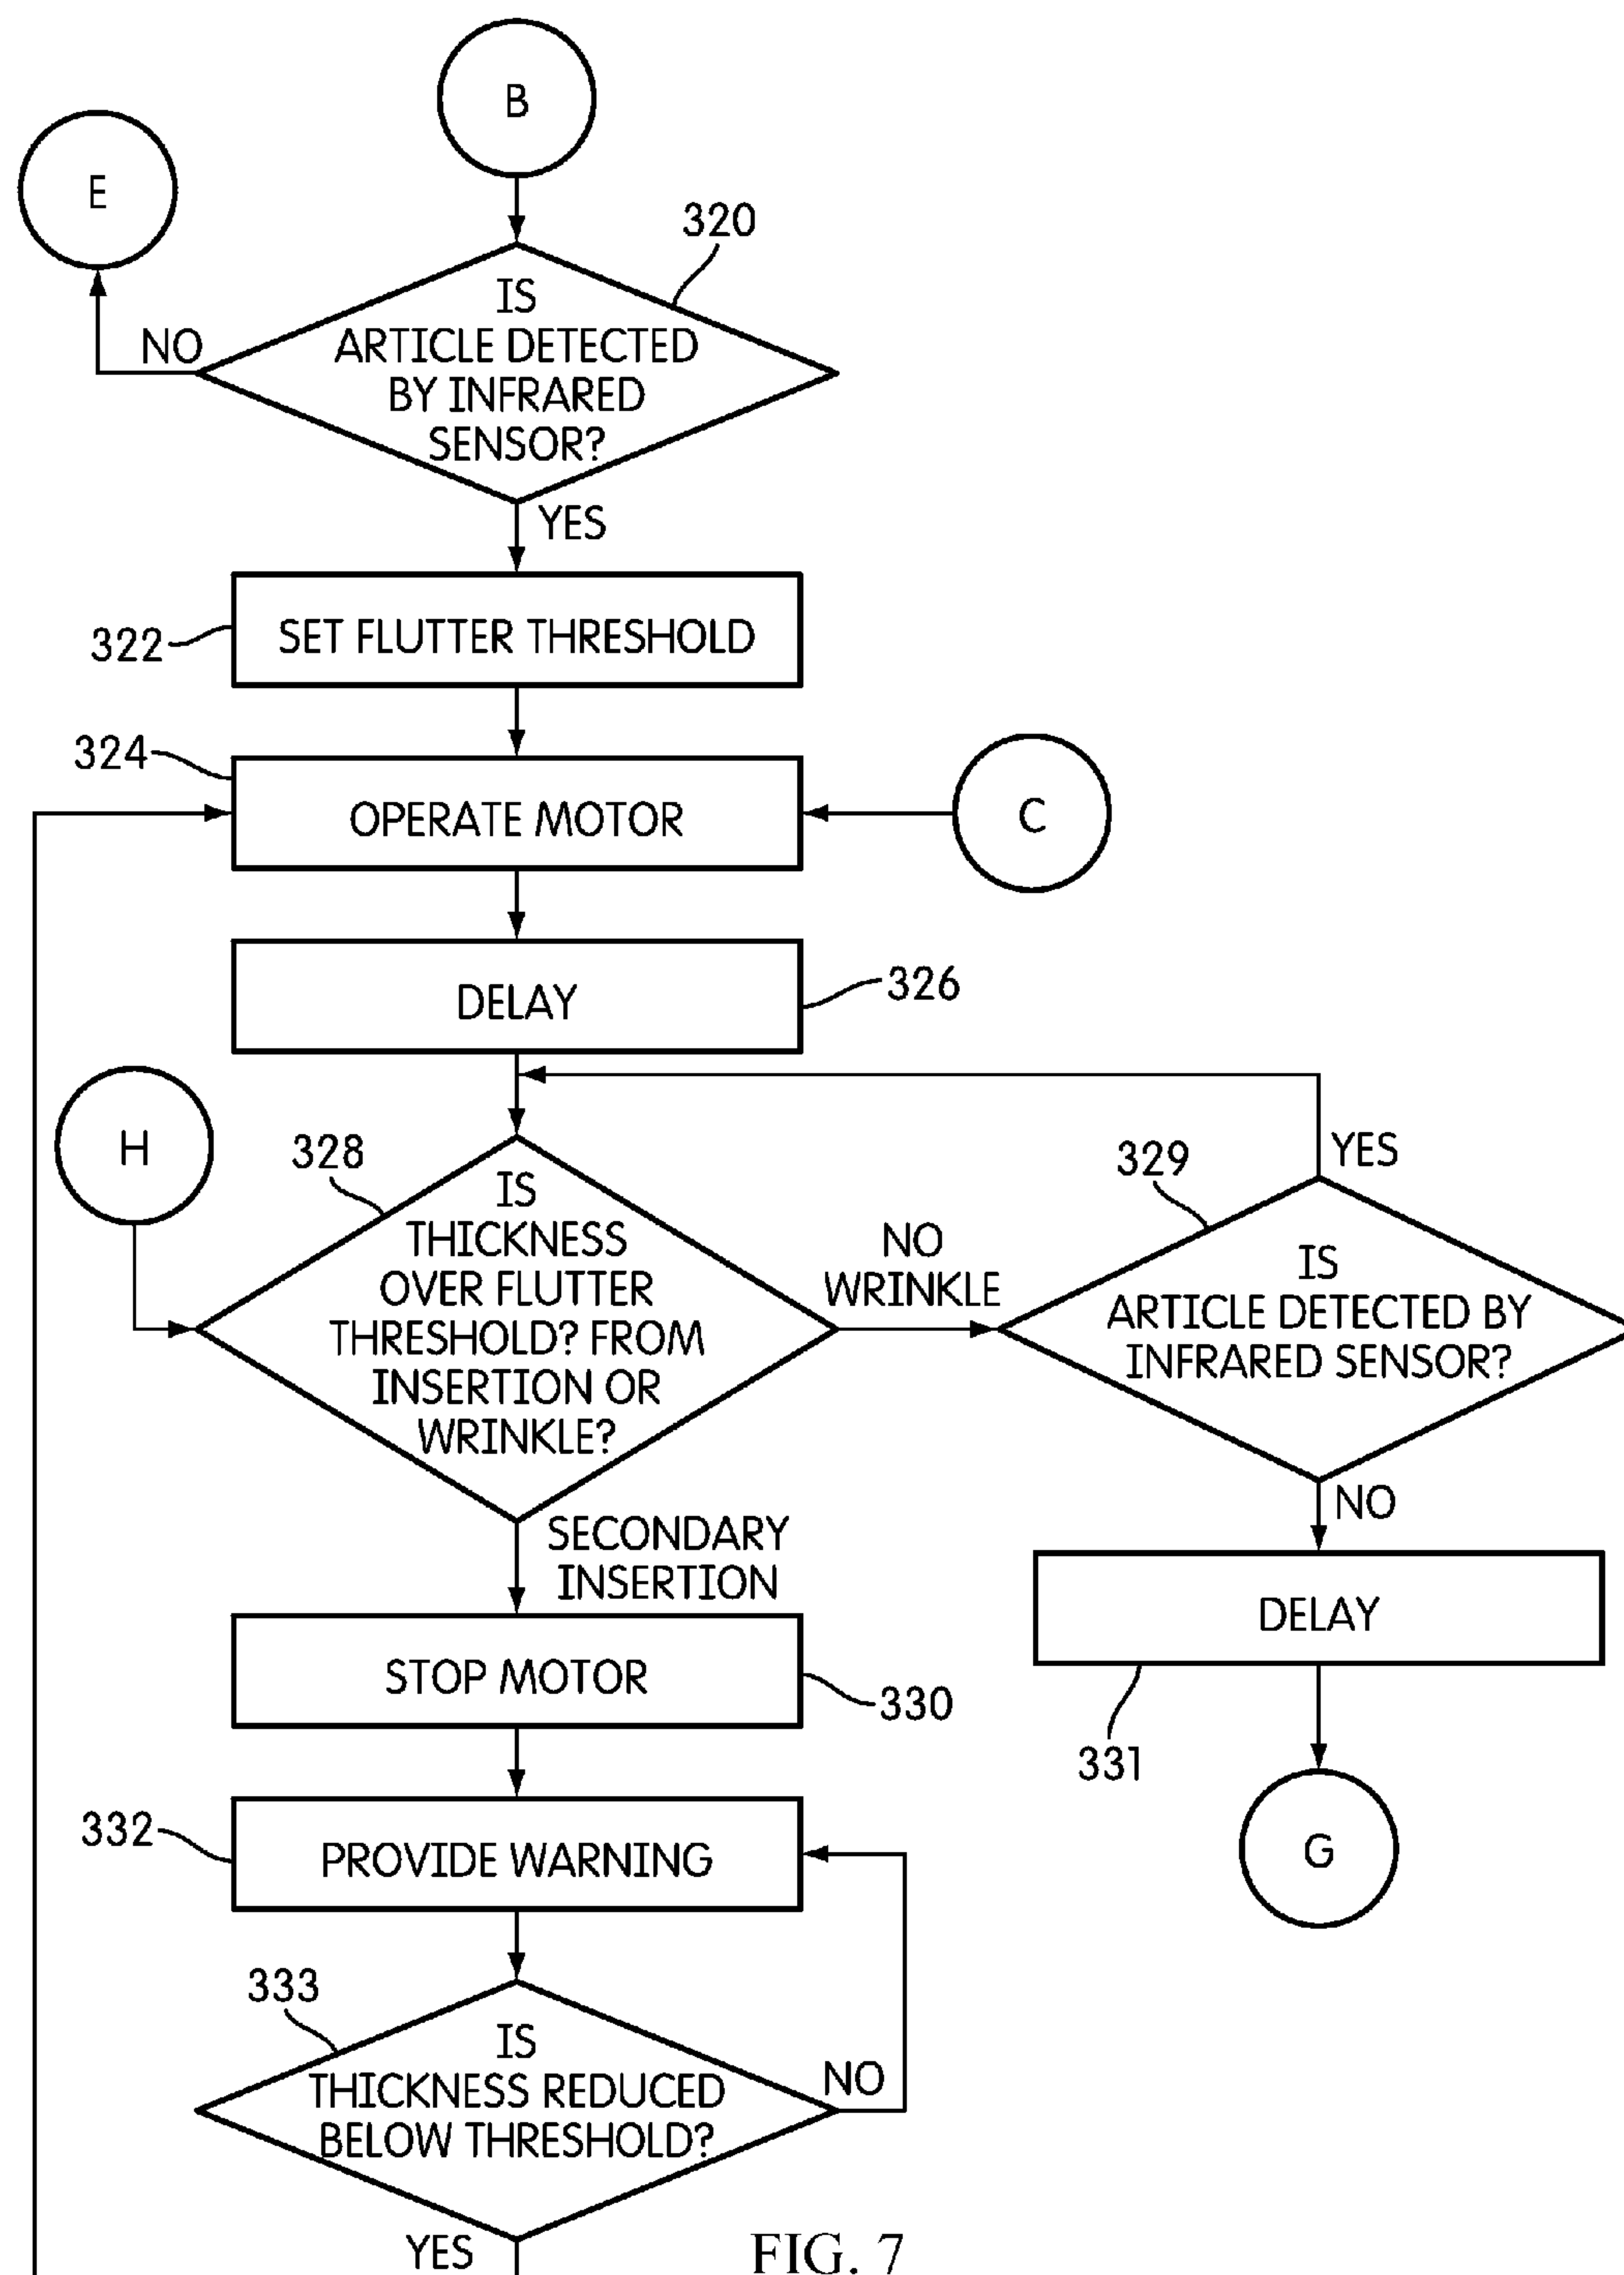 B
E
320
IS
ARTICLE DETECTED
BY INFRARED
SENSOR?
NO
YES
322
SET FLUTTER THRESHOLD
324
OPERATE MOTOR
C
DELAY
326
H
328
IS
THICKNESS
OVER FLUTTER
THRESHOLD? FROM
INSERTION OR
WRINKLE?
NO
WRINKLE
329
YES
IS
ARTICLE DETECTED BY
INFRARED SENSOR?
NO
SECONDARY
INSERTION
DELAY
331
G
STOP MOTOR
330
332
PROVIDE WARNING
333
IS
THICKNESS REDUCED
BELOW THRESHOLD?
NO
YES
FIG. 7